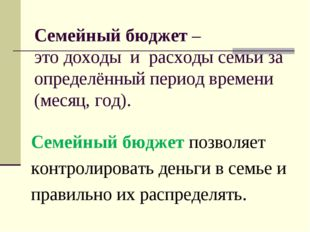 Семейный бюджет –
это доходы и расходы семьи за
определённый период времени
(месяц, год).
Семейный бюджет позволяет
контролировать деньги в семье и
правильно их распределять.